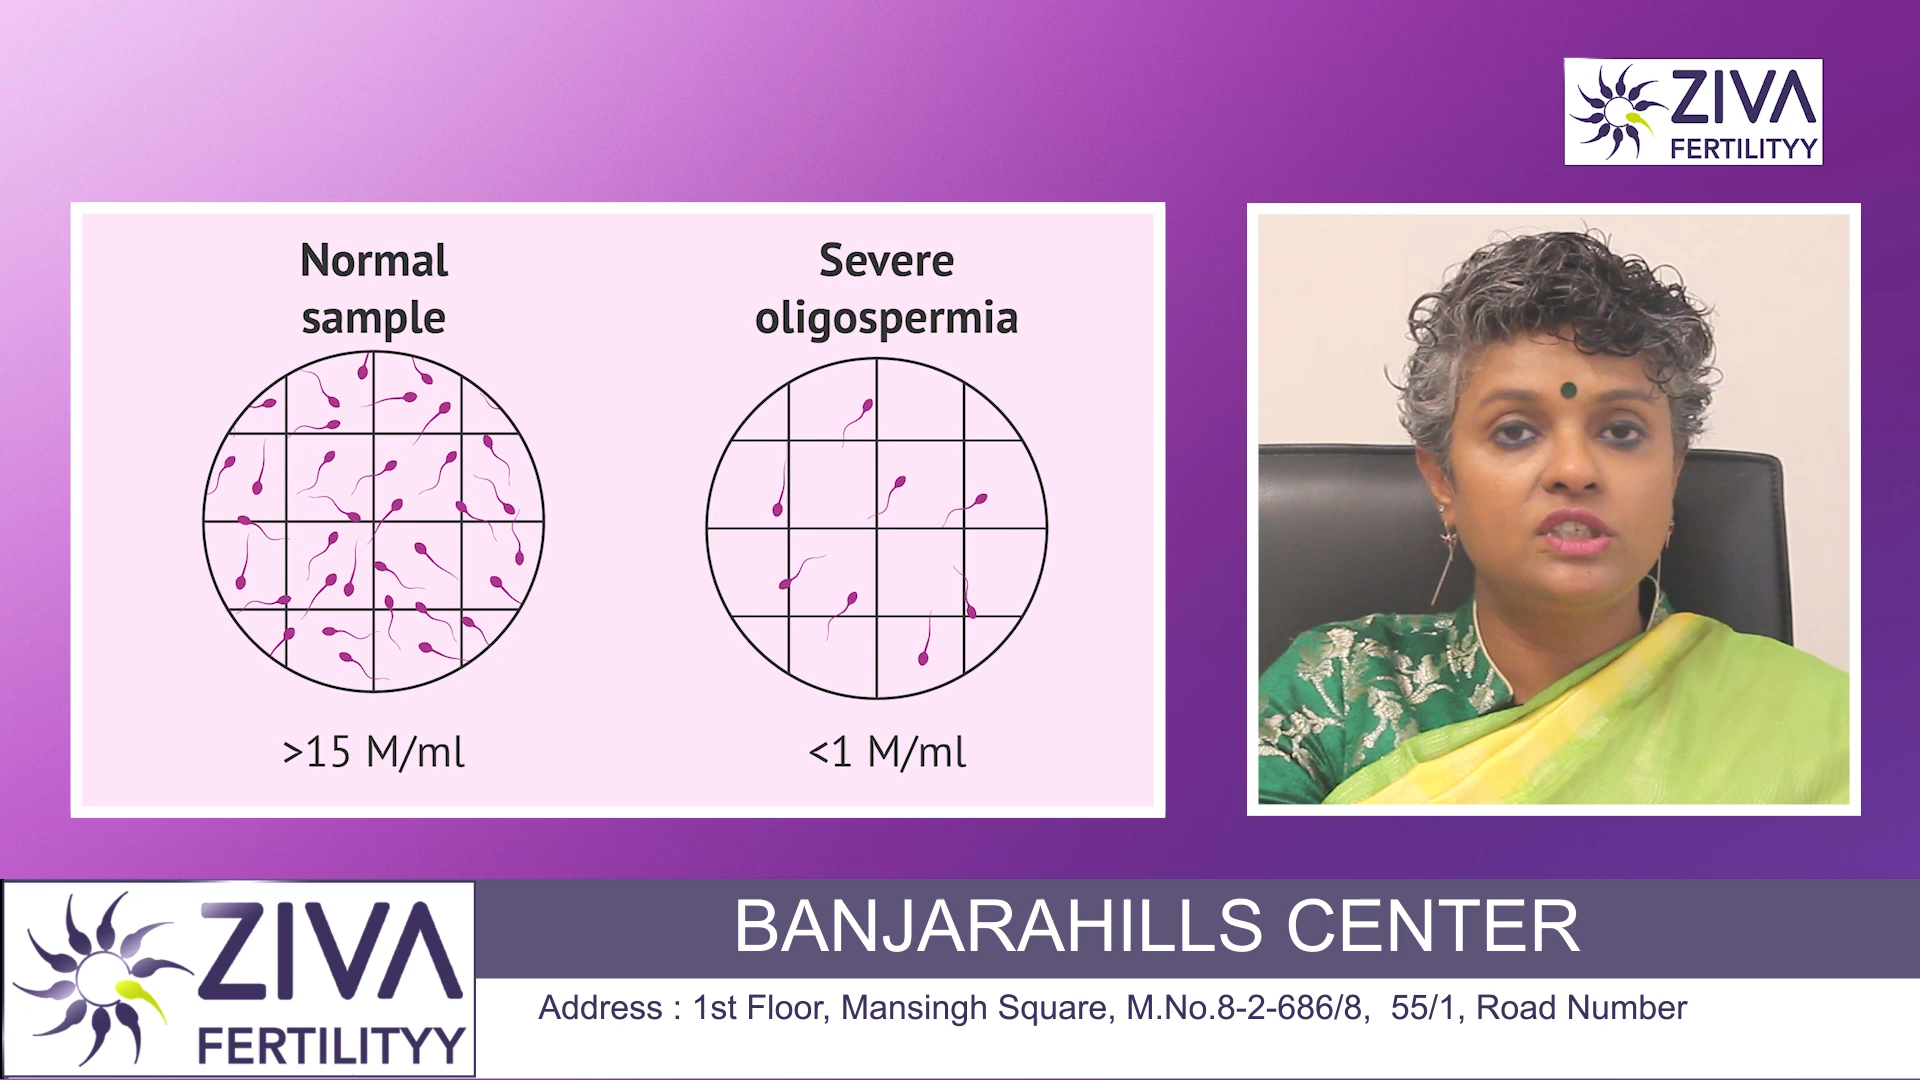 ZIVA
FERTILITYY
Normal
sample
Severe
oligospermia
>15 M/ml
<1 M/ml
ZIVA
FERTILITYY
BANJARAHILLS CENTER
Address : 1st Floor, Mansingh Square, M.No.8-2-686/8,  55/1, Road Number